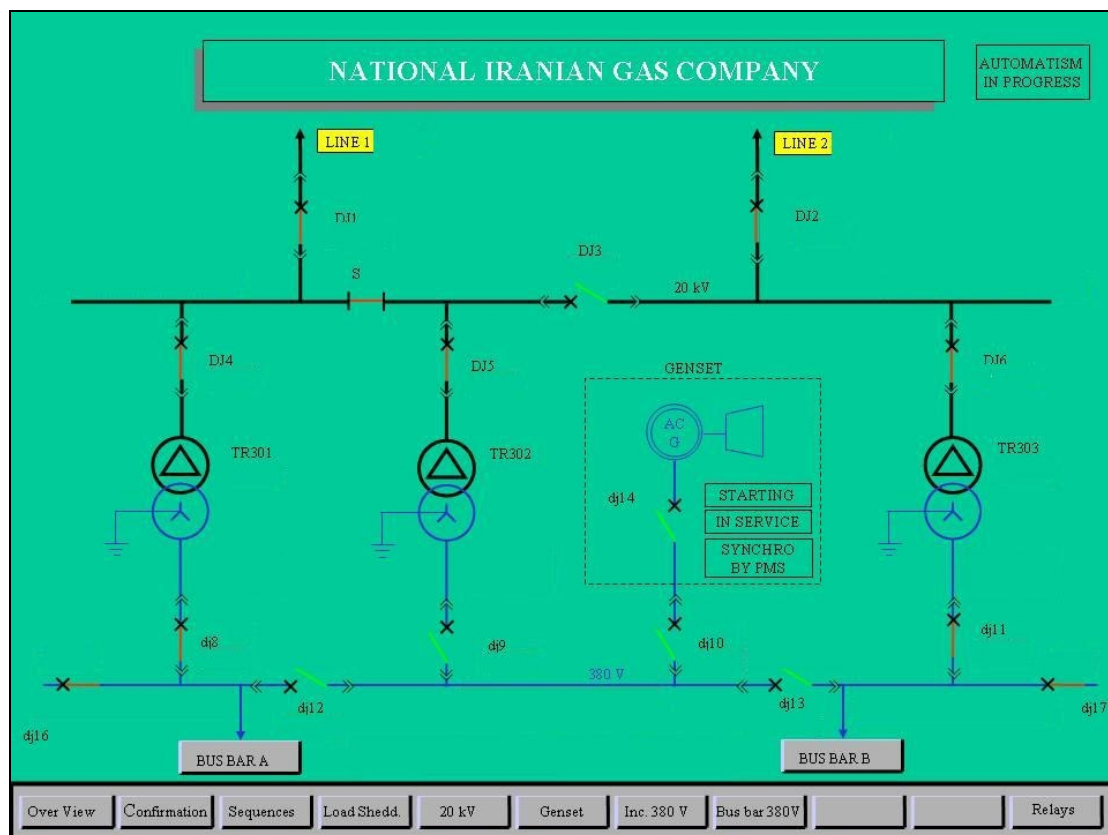 NATIONAL IRANIAN GAS COMPANY
AUTOMATISM
IN PROGRESS
LINE 1
LINE 2
DJ1
DJ2
DJ3
S
20 kV
DJ4
DJ5
DJ6
GENSET
AC
G
TR301
TR302
TR303
dj14
STARTING
IN SERVICE
SYNCHRO
BY PMS
dj8
dj9
dj10
dj11
380 V
dj12
dj13
dj16
dj17
BUS BAR A
BUS BAR B
Over View
Confirmation
Sequences
Load Shedd.
20 kV
Genset
Inc. 380 V
Bus bar 380V
Relays